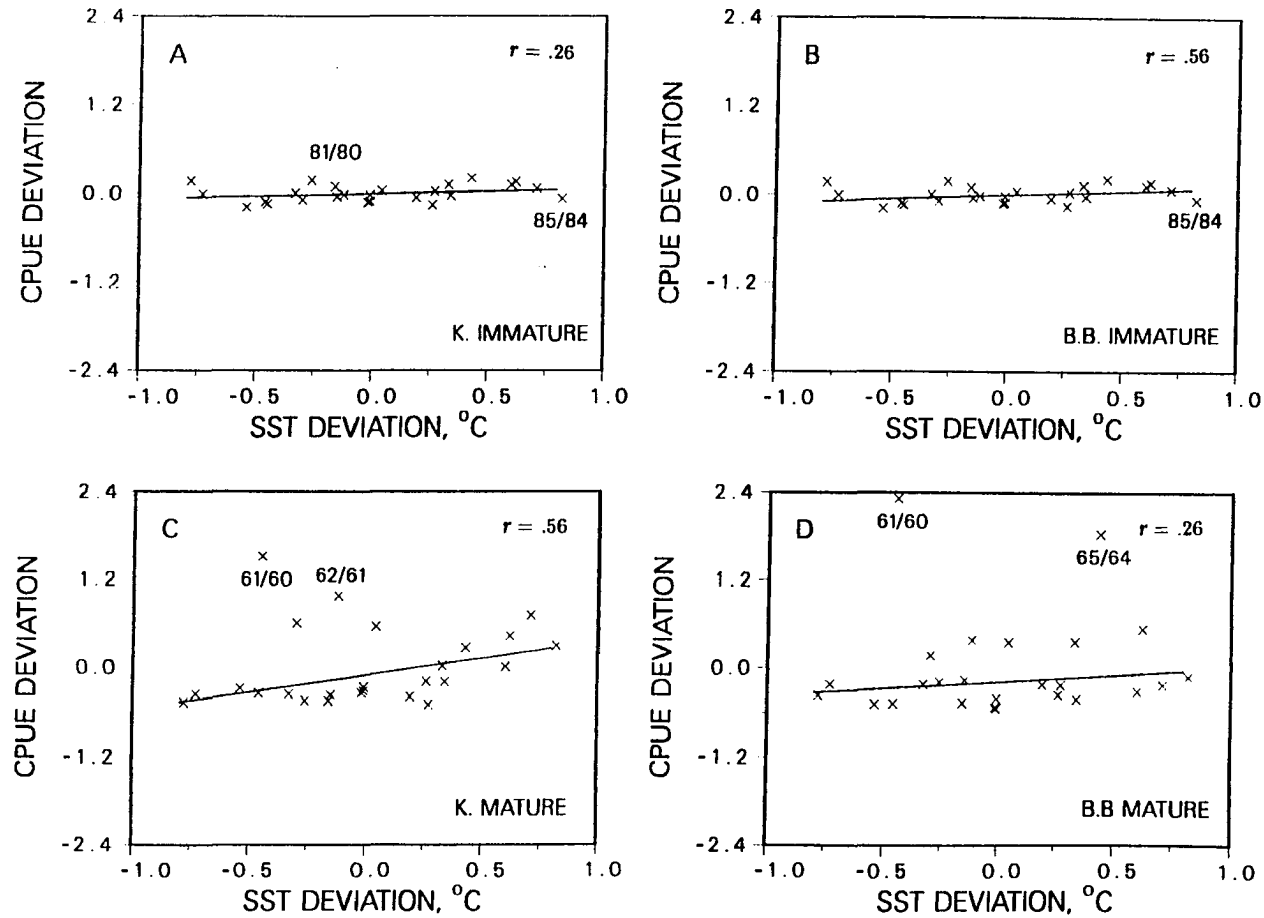 2.4
A
r = .26
1.2
CPUE DEVIATION
81/80
0.0
85/84
-1.2
K. IMMATURE
-2.4
-1.0 -0.5 0.0 0.5 1.0
SST DEVIATION, °C
2.4
B
r = .56
1.2
CPUE DEVIATION
0.0
85/84
-1.2
B.B. IMMATURE
-2.4
-1.0 -0.5 0.0 0.5 1.0
SST DEVIATION, °C
2.4
C
r = .56
1.2
CPUE DEVIATION
61/60 62/61
0.0
-1.2
K. MATURE
-2.4
-1.0 -0.5 0.0 0.5 1.0
SST DEVIATION, °C
2.4
61/60
D
r = .26
65/64
1.2
CPUE DEVIATION
0.0
-1.2
B.B MATURE
-2.4
-1.0 -0.5 0.0 0.5 1.0
SST DEVIATION, °C